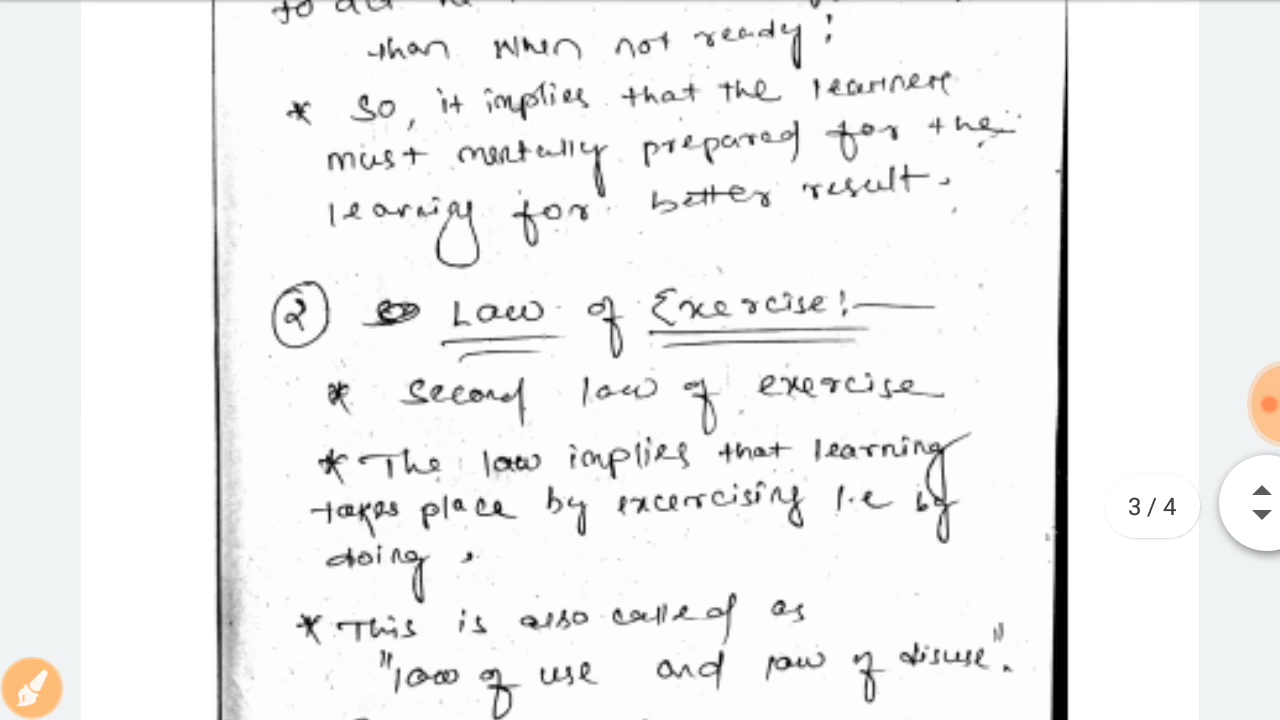 than when not ready!
* So, it implies that the learners
must mentally prepared for the
learnig for better result.
② Law of Exercise! —
* Second law of exercise
* The law implies that learning
takes place by excercising I.e by
doing.
* This is also called as
"law of use and law of disuse".
3 / 4